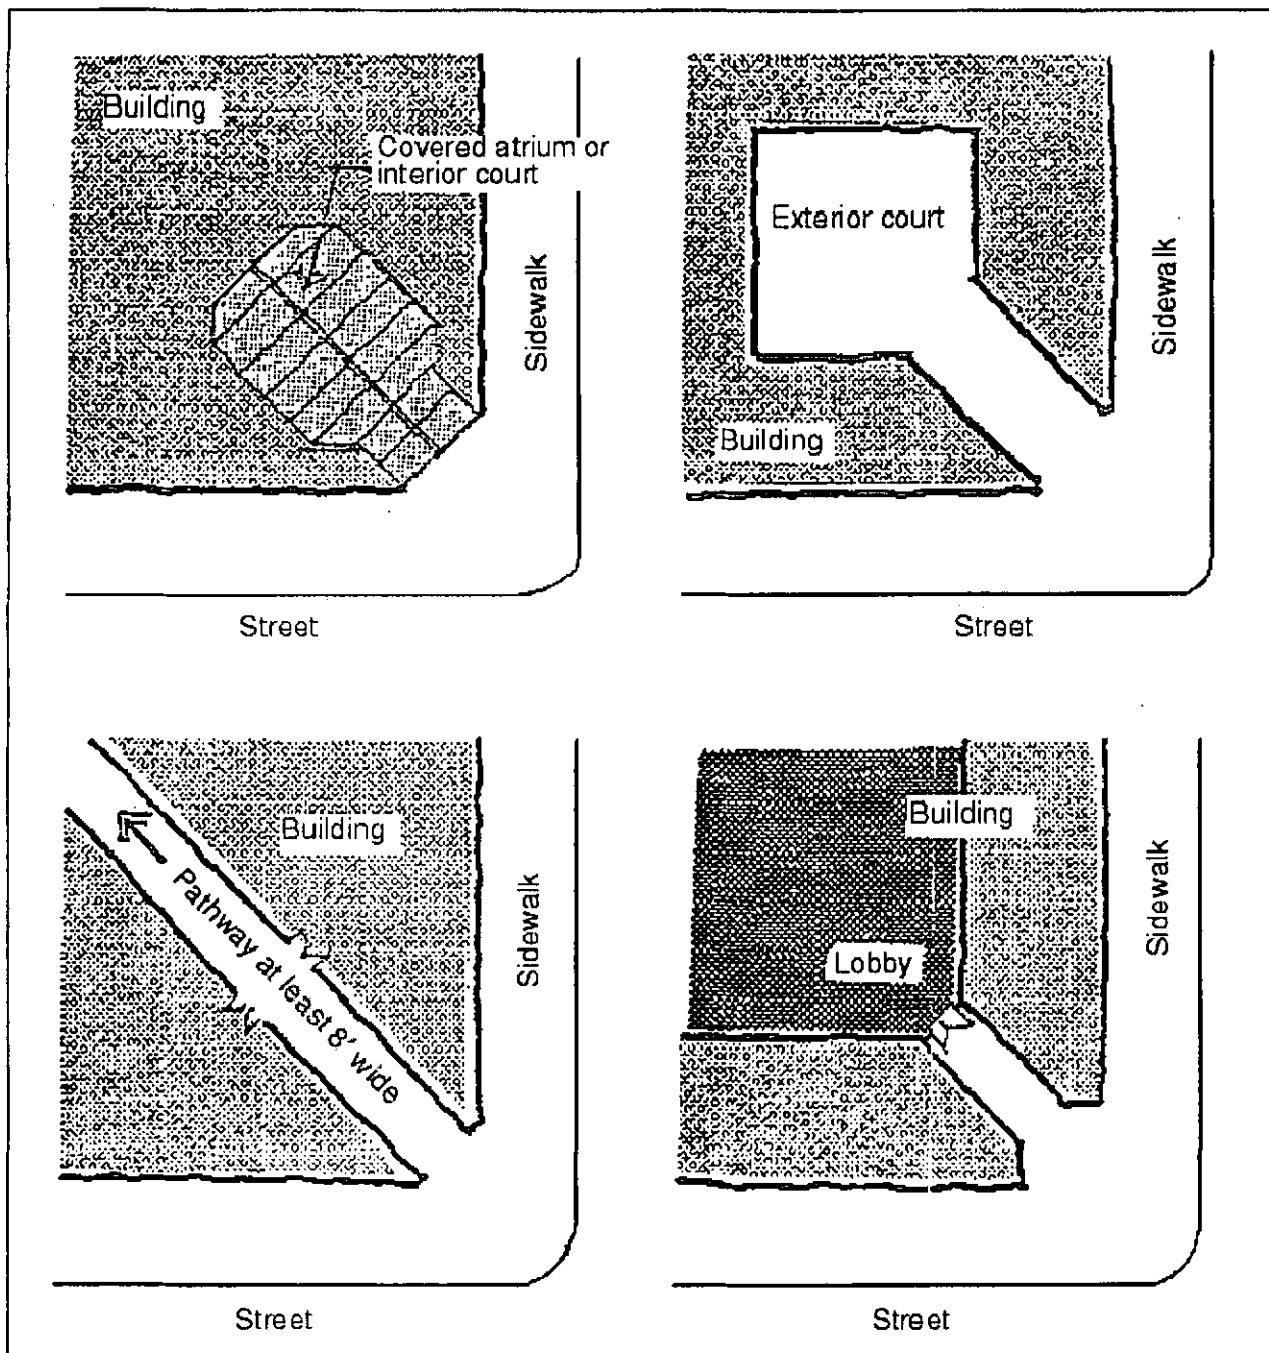 Building
Covered atrium or
interior court
Sidewalk
Street
Exterior court
Building
Sidewalk
Street
Building
Pathway at least 8' wide
Sidewalk
Street
Building
Lobby
Sidewalk
Street